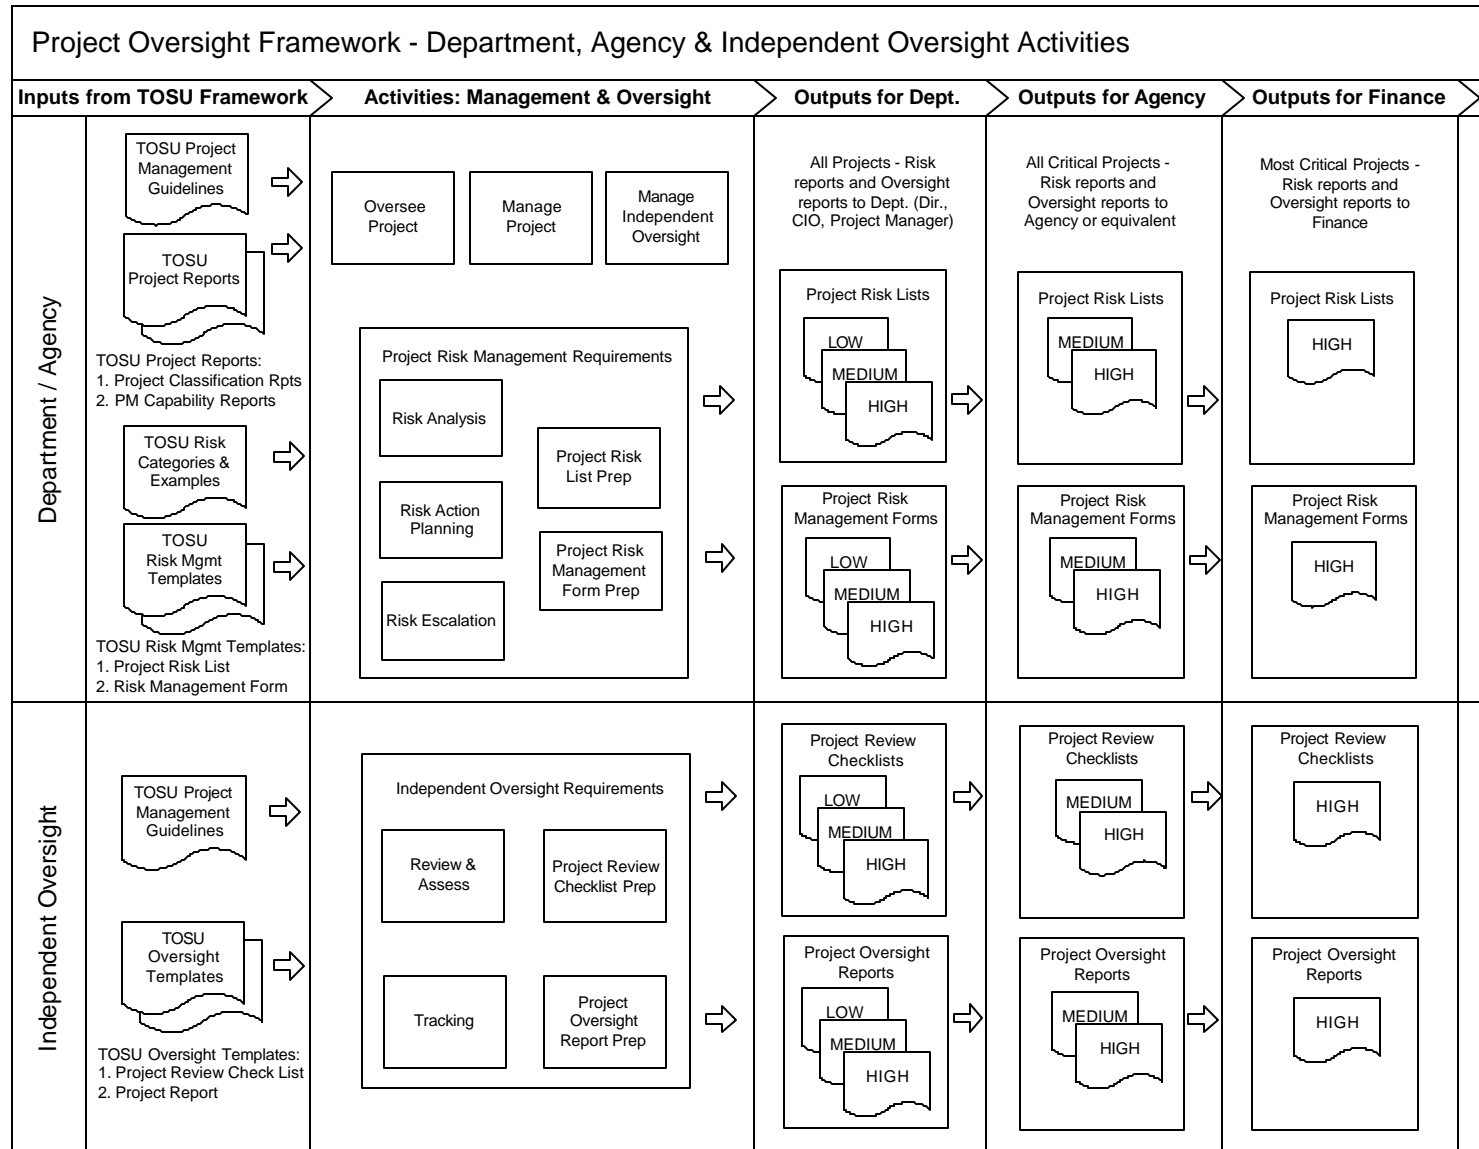 Project Oversight Framework - Department, Agency & Independent Oversight Activities
Inputs from TOSU Framework
Activities: Management & Oversight
Outputs for Dept.
Outputs for Agency
Outputs for Finance
Department / Agency
TOSU Project
Management
Guidelines
TOSU
Project Reports
TOSU Project Reports:
1. Project Classification Rpts
2. PM Capability Reports
TOSU Risk
Categories &
Examples
TOSU
Risk Mgmt
Templates
TOSU Risk Mgmt Templates:
1. Project Risk List
2. Risk Management Form
Oversee
Project
Manage
Project
Manage
Independent
Oversight
Project Risk Management Requirements
Risk Analysis
Risk Action
Planning
Risk Escalation
Project Risk
List Prep
Project Risk
Management
Form Prep
All Projects - Risk
reports and Oversight
reports to Dept. (Dir.,
CIO, Project Manager)
Project Risk Lists
LOW
MEDIUM
HIGH
Project Risk
Management Forms
LOW
MEDIUM
HIGH
All Critical Projects -
Risk reports and
Oversight reports to
Agency or equivalent
Project Risk Lists
MEDIUM
HIGH
Project Risk
Management Forms
MEDIUM
HIGH
Most Critical Projects -
Risk reports and
Oversight reports to
Finance
Project Risk Lists
HIGH
Project Risk
Management Forms
HIGH
Independent Oversight
TOSU Project
Management
Guidelines
TOSU
Oversight
Templates
TOSU Oversight Templates:
1. Project Review Check List
2. Project Report
Independent Oversight Requirements
Review &
Assess
Project Review
Checklist Prep
Tracking
Project
Oversight
Report Prep
Project Review
Checklists
LOW
MEDIUM
HIGH
Project Oversight
Reports
LOW
MEDIUM
HIGH
Project Review
Checklists
MEDIUM
HIGH
Project Oversight
Reports
MEDIUM
HIGH
Project Review
Checklists
HIGH
Project Oversight
Reports
HIGH